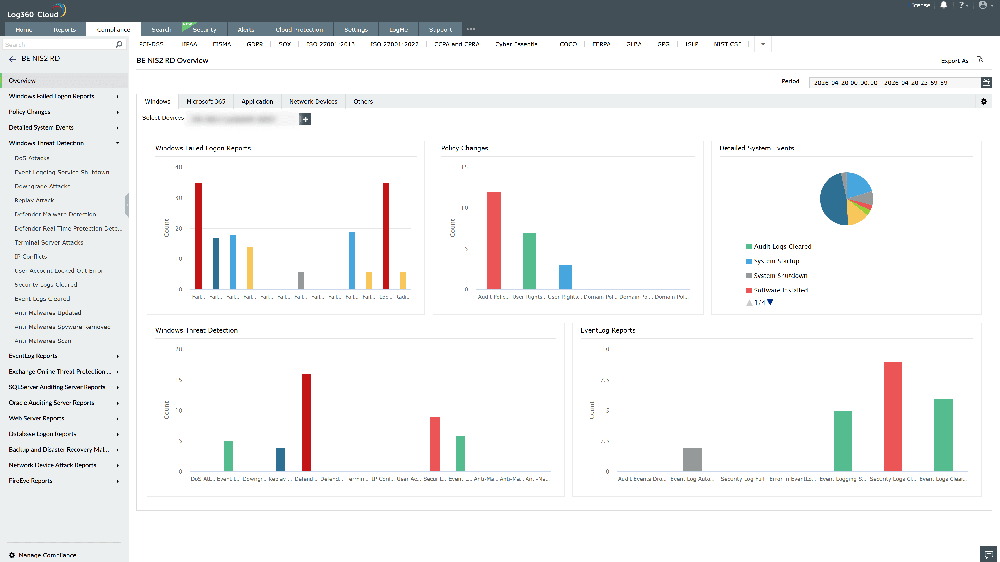 Log360 Cloud
License
?
Home
Reports
Compliance
Search
NEW
Security
Alerts
Cloud Protection
Settings
LogMe
Support
Search
PCI-DSS
HIPAA
FISMA
GDPR
SOX
ISO 27001:2013
ISO 27001:2022
CCPA and CPRA
Cyber Essentia...
COCO
FERPA
GLBA
GPG
ISLP
NIST CSF
BE NIS2 RD
Overview
Windows Failed Logon Reports
Policy Changes
Detailed System Events
Windows Threat Detection
DoS Attacks
Event Logging Service Shutdown
Downgrade Attacks
Replay Attack
Defender Malware Detection
Defender Real Time Protection Dete...
Terminal Server Attacks
IP Conflicts
User Account Locked Out Error
Security Logs Cleared
Event Logs Cleared
Anti-Malwares Updated
Anti-Malwares Spyware Removed
Anti-Malwares Scan
EventLog Reports
Exchange Online Threat Protection ...
SQLServer Auditing Server Reports
Oracle Auditing Server Reports
Web Server Reports
Database Logon Reports
Backup and Disaster Recovery Mal...
Network Device Attack Reports
FireEye Reports
Manage Compliance
BE NIS2 RD Overview
Export As
Period
2026-04-20 00:00:00 - 2026-04-20 23:59:59
Windows
Microsoft 365
Application
Network Devices
Others
Select Devices
Windows Failed Logon Reports
40
30
20
10
0
Count
Fail...
Fail...
Fail...
Fail...
Fail...
Fail...
Fail...
Fail...
Fail...
Fail...
Fail...
Loc...
Radi...
Policy Changes
15
10
5
0
Count
Audit Polic...
User Rights...
User Rights...
Domain Pol...
Domain Pol...
Domain Pol...
Detailed System Events
Audit Logs Cleared
System Startup
System Shutdown
Software Installed
1/4
Windows Threat Detection
20
15
10
5
0
Count
DoS Att...
Event L...
Downgr...
Replay ...
Defend...
Defend...
Termin...
IP Conf...
User Ac...
Securit...
Event L...
Anti-Ma...
Anti-Ma...
Anti-Ma...
EventLog Reports
10
7.5
5
2.5
0
Count
Audit Events Dro...
Event Log Auto...
Security Log Full
Error in EventLo...
Event Logging S...
Security Logs Cl...
Event Logs Clear...